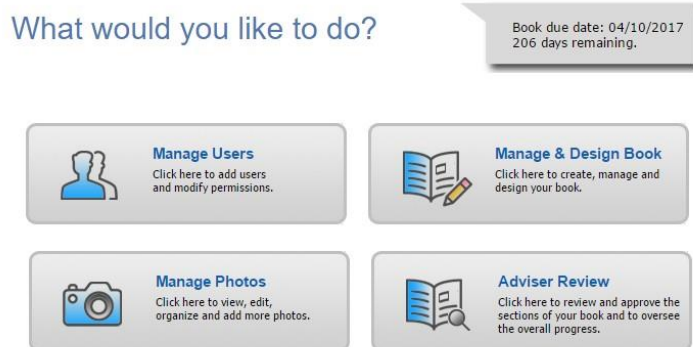 What would you like to do?
Book due date: 04/10/2017
206 days remaining.
Manage Users
Click here to add users
and modify permissions.
Manage & Design Book
Click here to create, manage and
design your book.
Manage Photos
Click here to view, edit,
organize and add more photos.
Adviser Review
Click here to review and approve the
sections of your book and to oversee
the overall progress.